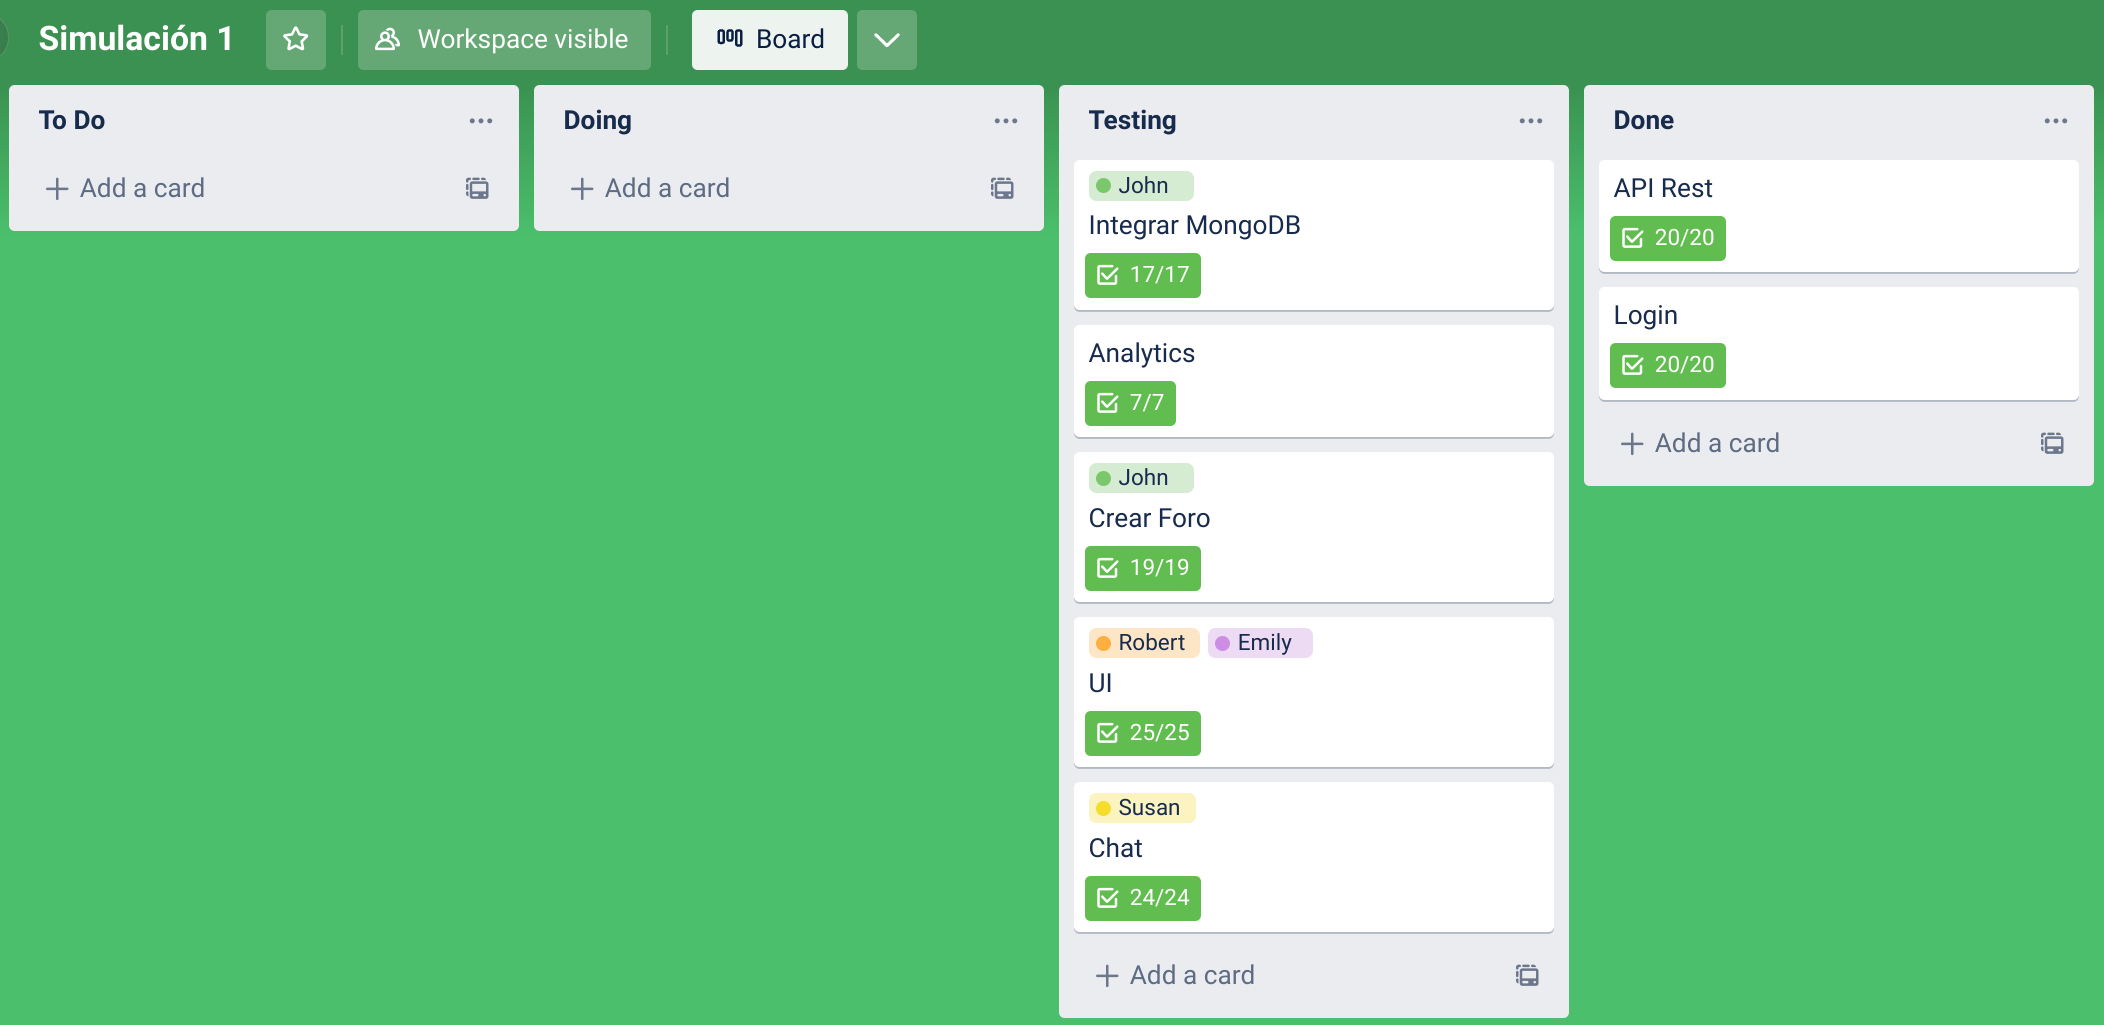 Simulación 1
Workspace visible
Board
To Do
Add a card
Doing
Add a card
Testing
John
Integrar MongoDB
17/17
Analytics
7/7
John
Crear Foro
19/19
Robert Emily
UI
25/25
Susan
Chat
24/24
Add a card
Done
API Rest
20/20
Login
20/20
Add a card